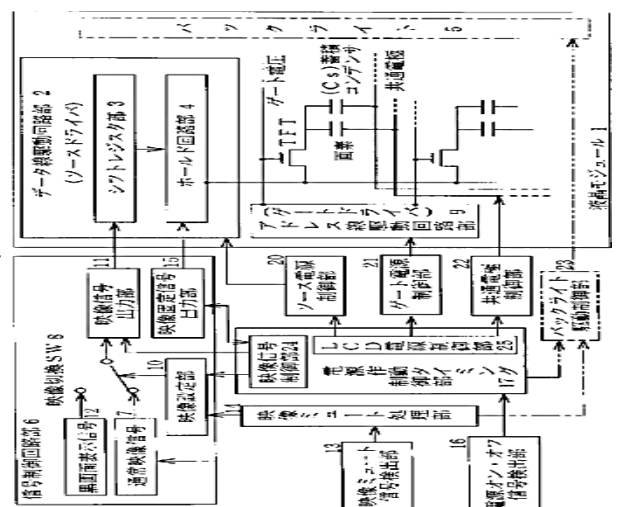 信号制御回路部 6
映像切換SW 8
黒画面表示信号 12
通常映像信号 7
10
映像設定部
11
映像信号
出力部
15
映像固定信号
出力部
データ線駆動回路部 2
(ソースドライバ)
シフトレジスタ部 3
ホールド回路部 4
バックライト 5
ゲート電圧
TFT
画素
(Cs)蓄積
コンデンサ
共通電極
液晶モジュール 1
(ゲートドライバ)
アドレス線駆動回路部 9
20
ソース電源
制御部
21
ゲート電源
制御部
22
共通電極
制御部
バックライト 23
駆動制御部
映像信号
制御部24
LCD電源制御部
25
電源作
制御部タイミング
17
14
映像ミュート処理部
13
映像ミュート
信号検出部
16
電源オン・オフ
信号検出部